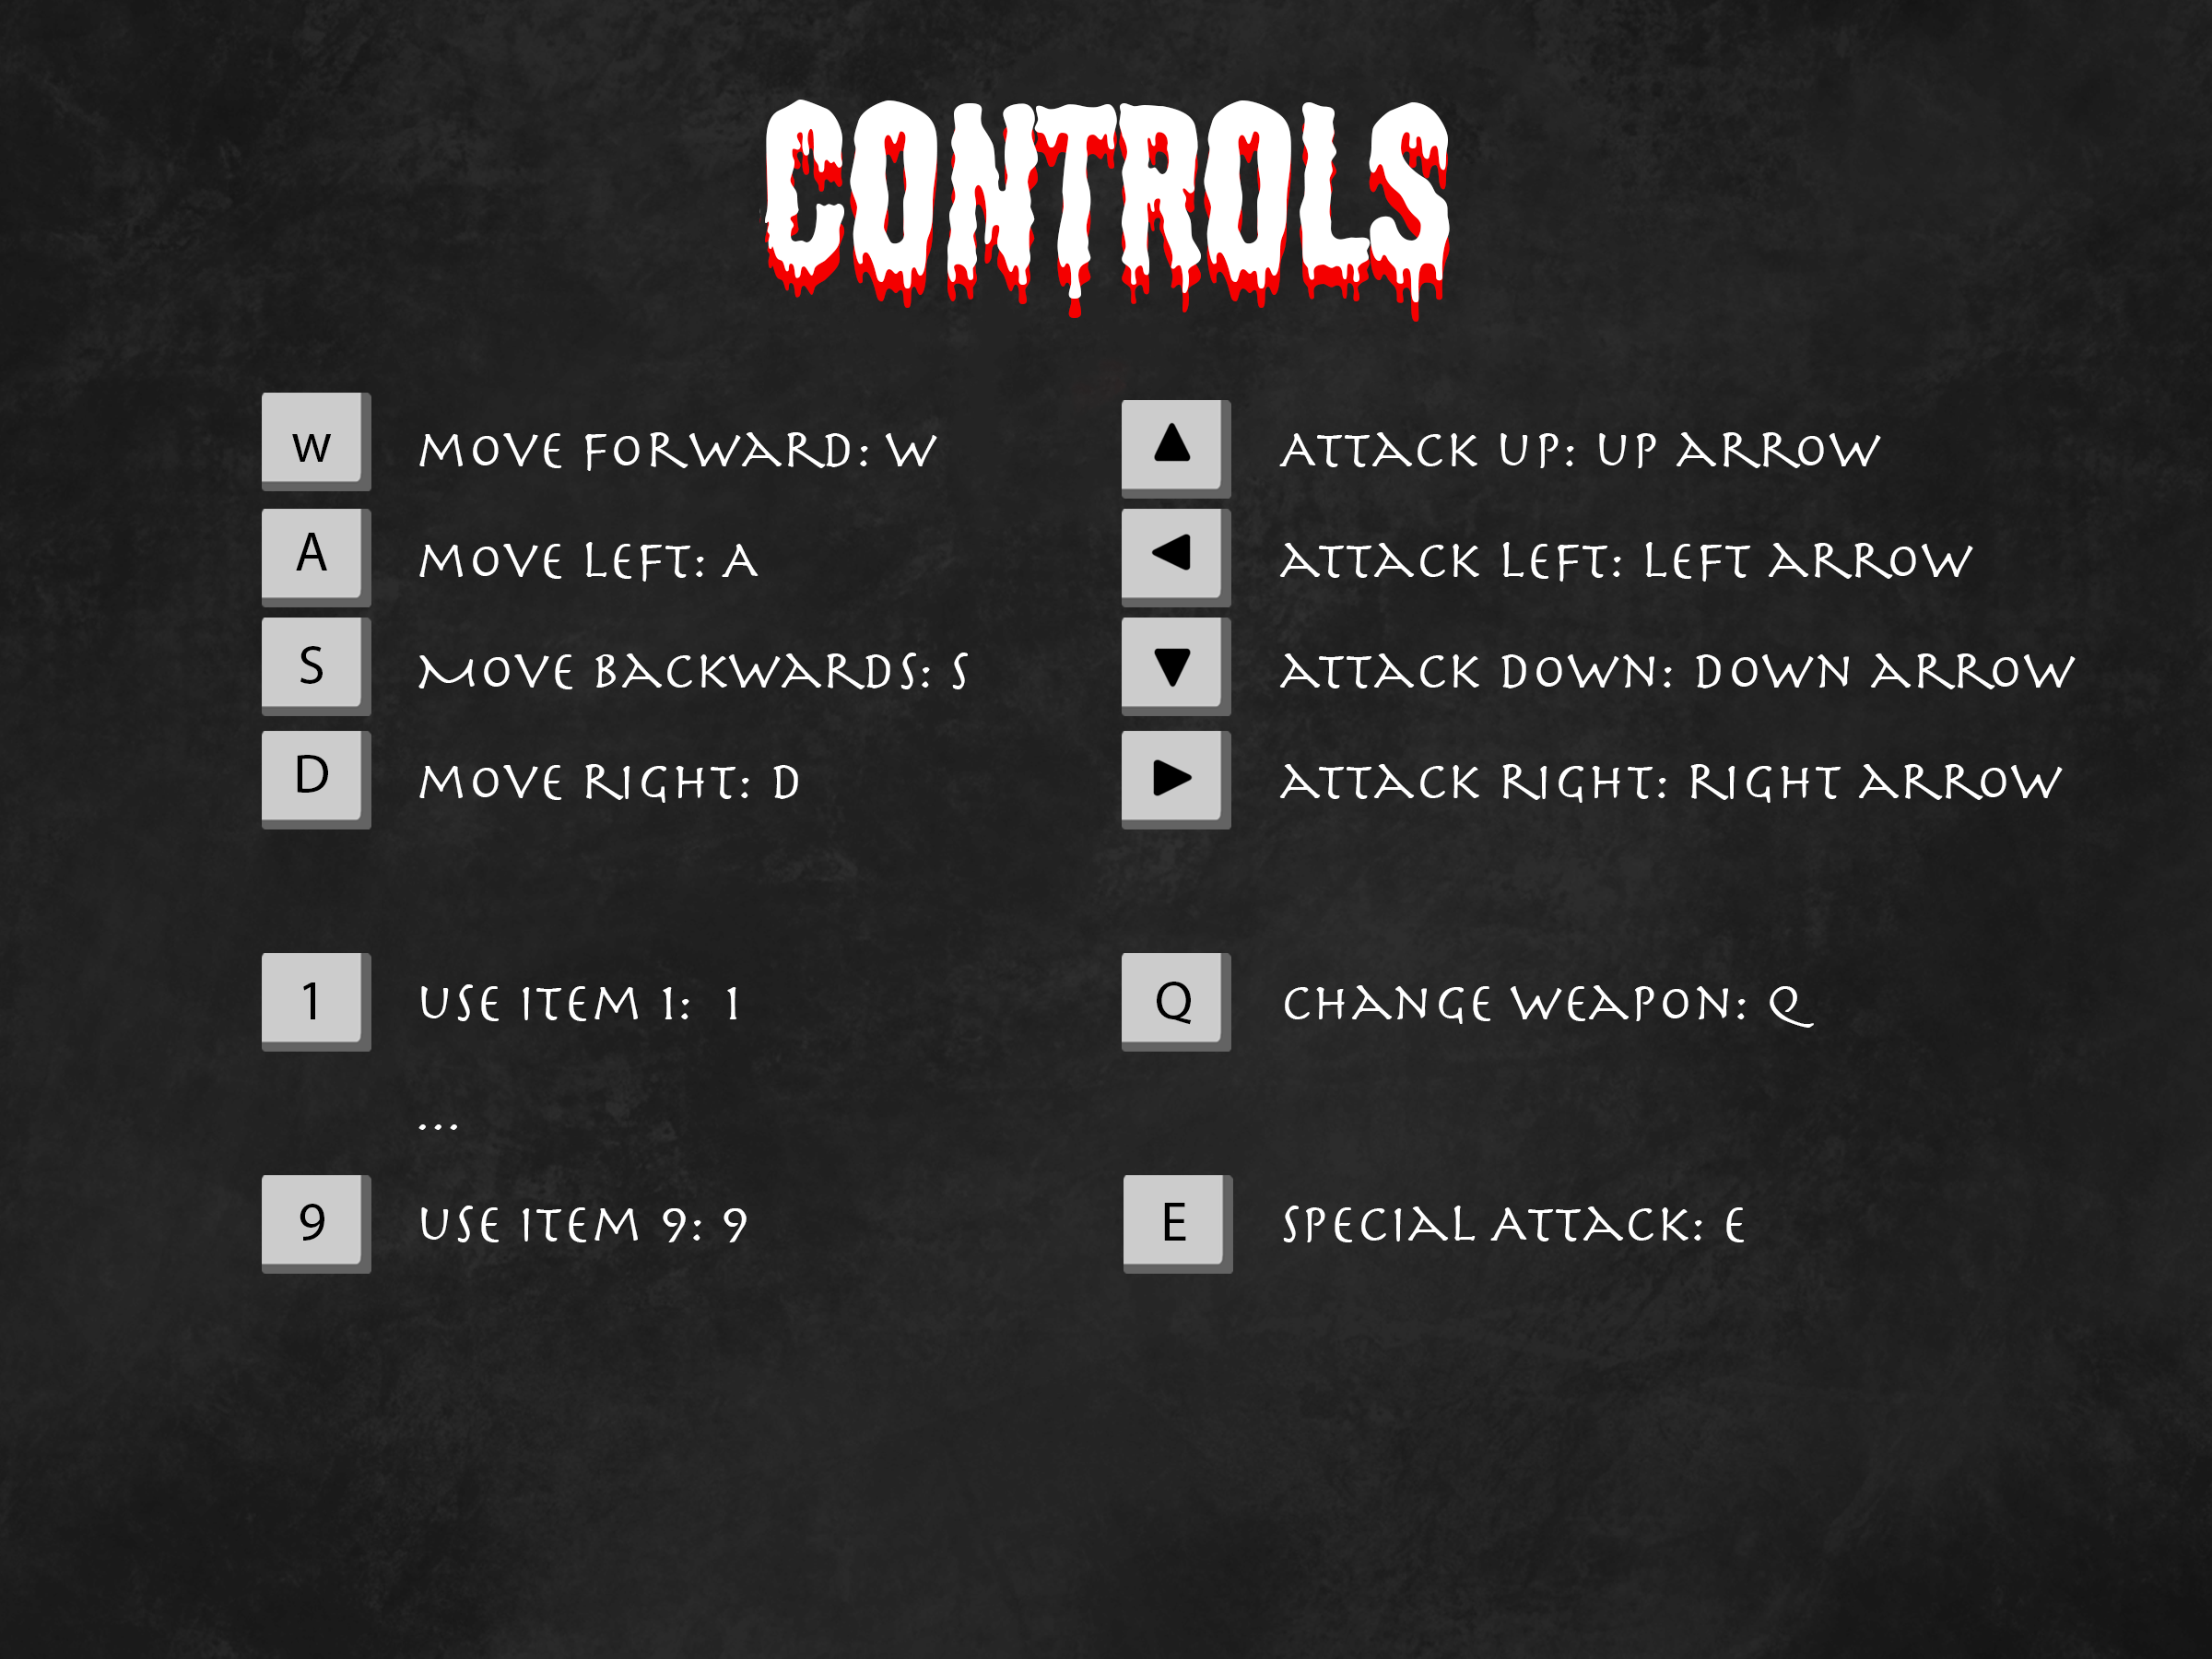 CONTROLS
W MOVE FORWARD: W
A MOVE LEFT: A
S MOVE BACKWARDS: S
D MOVE RIGHT: D
▲ ATTACK UP: UP ARROW
◀ ATTACK LEFT: LEFT ARROW
▼ ATTACK DOWN: DOWN ARROW
▶ ATTACK RIGHT: RIGHT ARROW
1 USE ITEM 1: 1
...
9 USE ITEM 9: 9
Q CHANGE WEAPON: Q
E SPECIAL ATTACK: E